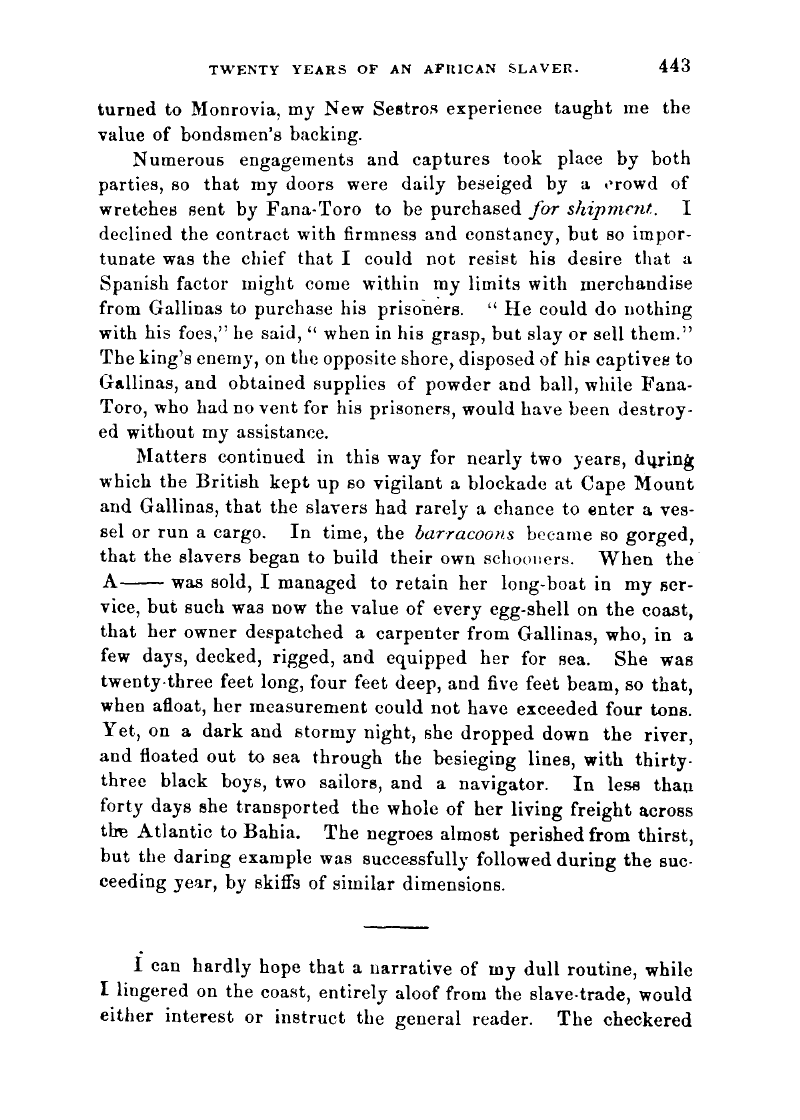 TWENTY YEARS OF AN AFRICAN SLAVER. 443
turned to Monrovia, my New Sestros experience taught me the
value of bondsmen's backing.
Numerous engagements and captures took place by both
parties, so that my doors were daily beseiged by a crowd of
wretches sent by Fana-Toro to be purchased for shipment. I
declined the contract with firmness and constancy, but so impor-
tunate was the chief that I could not resist his desire that a
Spanish factor might come within my limits with merchandise
from Gallinas to purchase his prisoners. " He could do nothing
with his foes," he said, " when in his grasp, but slay or sell them."
The king's enemy, on the opposite shore, disposed of his captives to
Gallinas, and obtained supplies of powder and ball, while Fana-
Toro, who had no vent for his prisoners, would have been destroy-
ed without my assistance.
Matters continued in this way for nearly two years, during
which the British kept up so vigilant a blockade at Cape Mount
and Gallinas, that the slavers had rarely a chance to enter a ves-
sel or run a cargo. In time, the barracoons became so gorged,
that the slavers began to build their own schooners. When the
A—— was sold, I managed to retain her long-boat in my ser-
vice, but such was now the value of every egg-shell on the coast,
that her owner despatched a carpenter from Gallinas, who, in a
few days, decked, rigged, and equipped her for sea. She was
twenty-three feet long, four feet deep, and five feet beam, so that,
when afloat, her measurement could not have exceeded four tons.
Yet, on a dark and stormy night, she dropped down the river,
and floated out to sea through the besieging lines, with thirty-
three black boys, two sailors, and a navigator. In less than
forty days she transported the whole of her living freight across
the Atlantic to Bahia. The negroes almost perished from thirst,
but the daring example was successfully followed during the suc-
ceeding year, by skiffs of similar dimensions.
I can hardly hope that a narrative of my dull routine, while
I lingered on the coast, entirely aloof from the slave-trade, would
either interest or instruct the general reader. The checkered